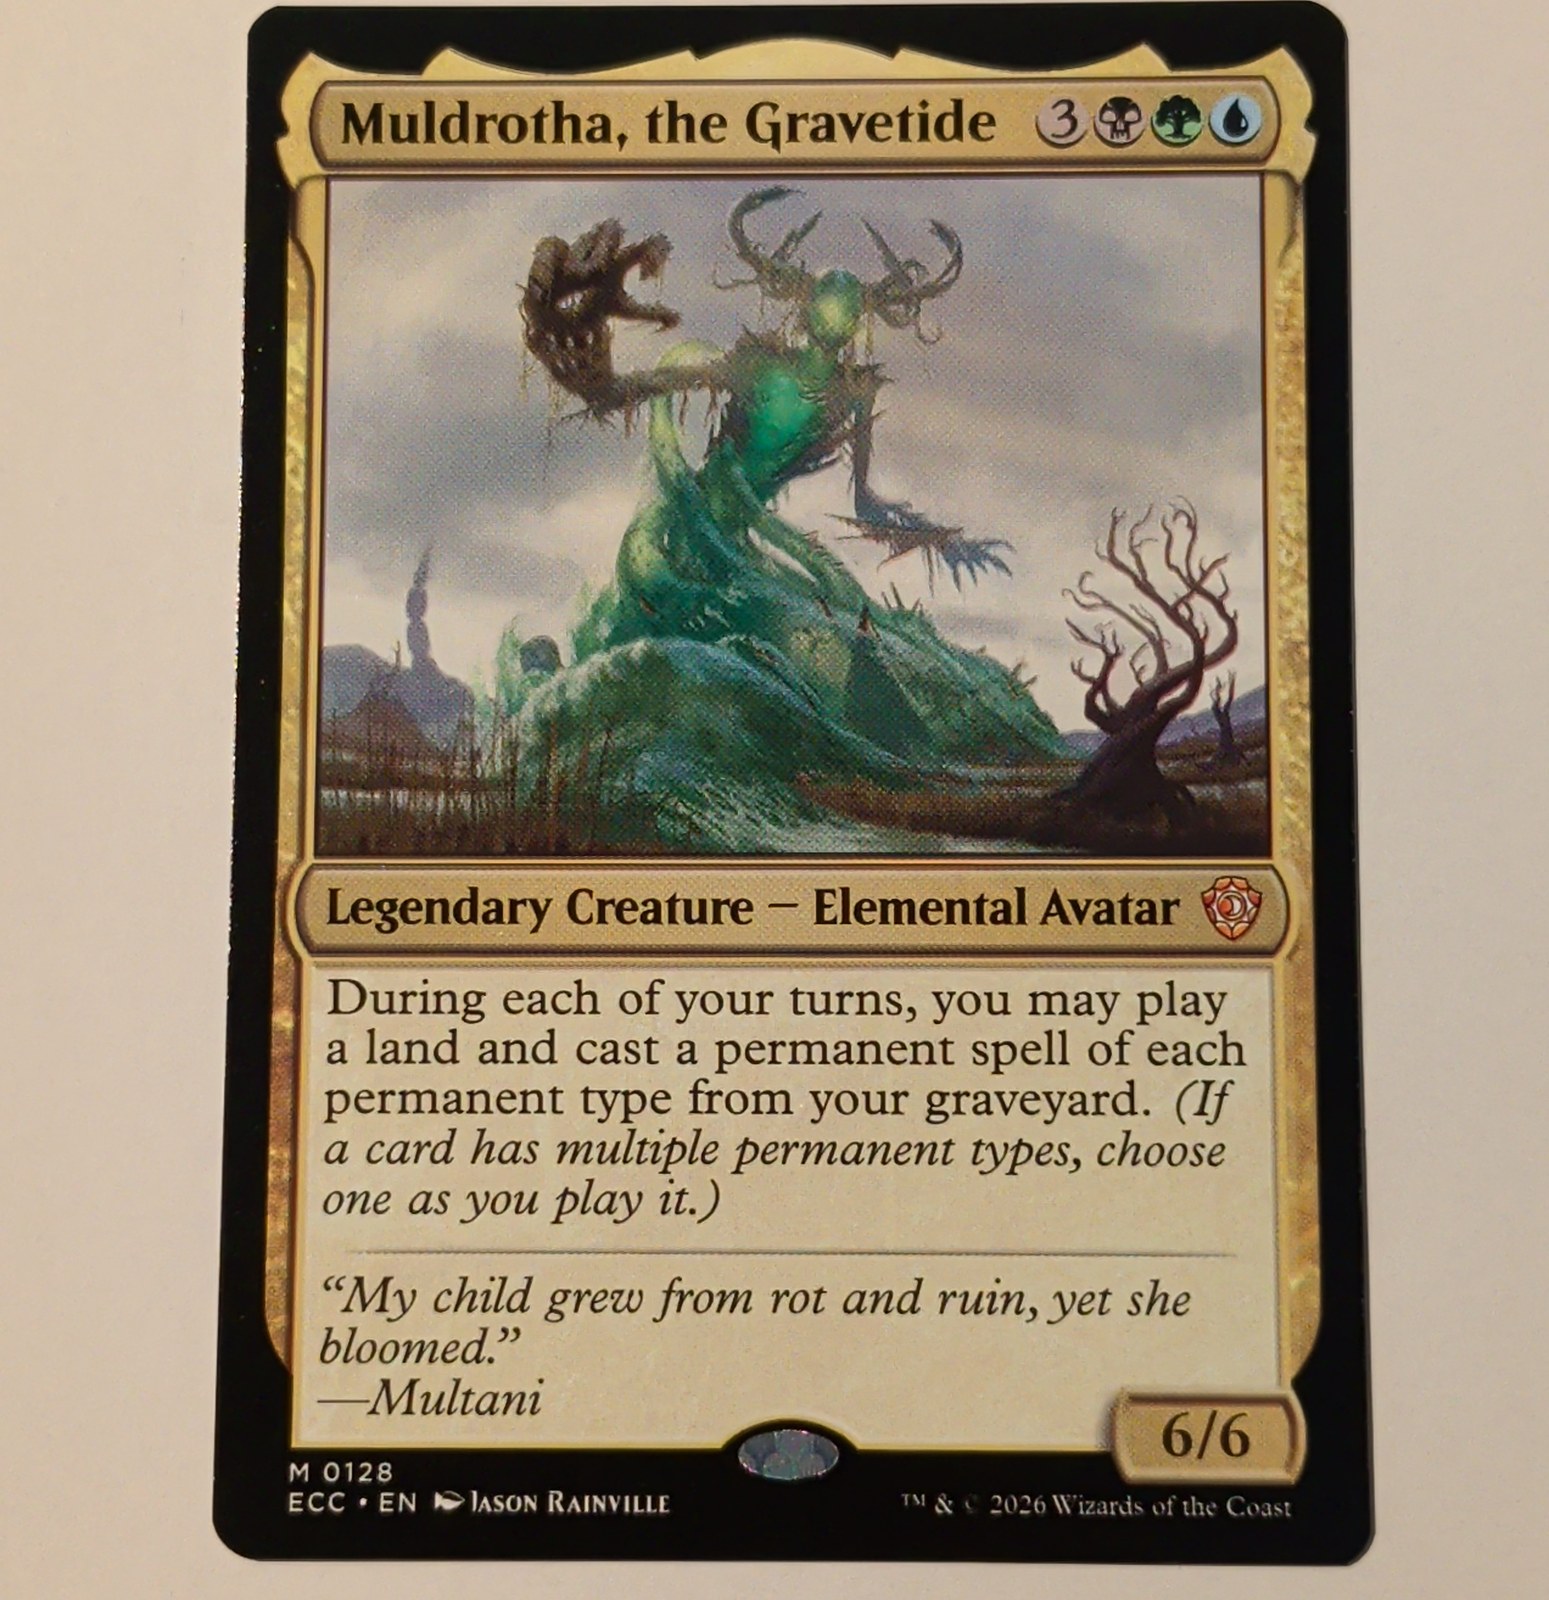 Muldrotha, the Gravetide 3
Legendary Creature – Elemental Avatar
During each of your turns, you may play
a land and cast a permanent spell of each
permanent type from your graveyard. (If
a card has multiple permanent types, choose
one as you play it.)
“My child grew from rot and ruin, yet she
bloomed.”
—Multani
6/6
M 0128
ECC • EN JASON RAINVILLE
™ & © 2026 Wizards of the Coast